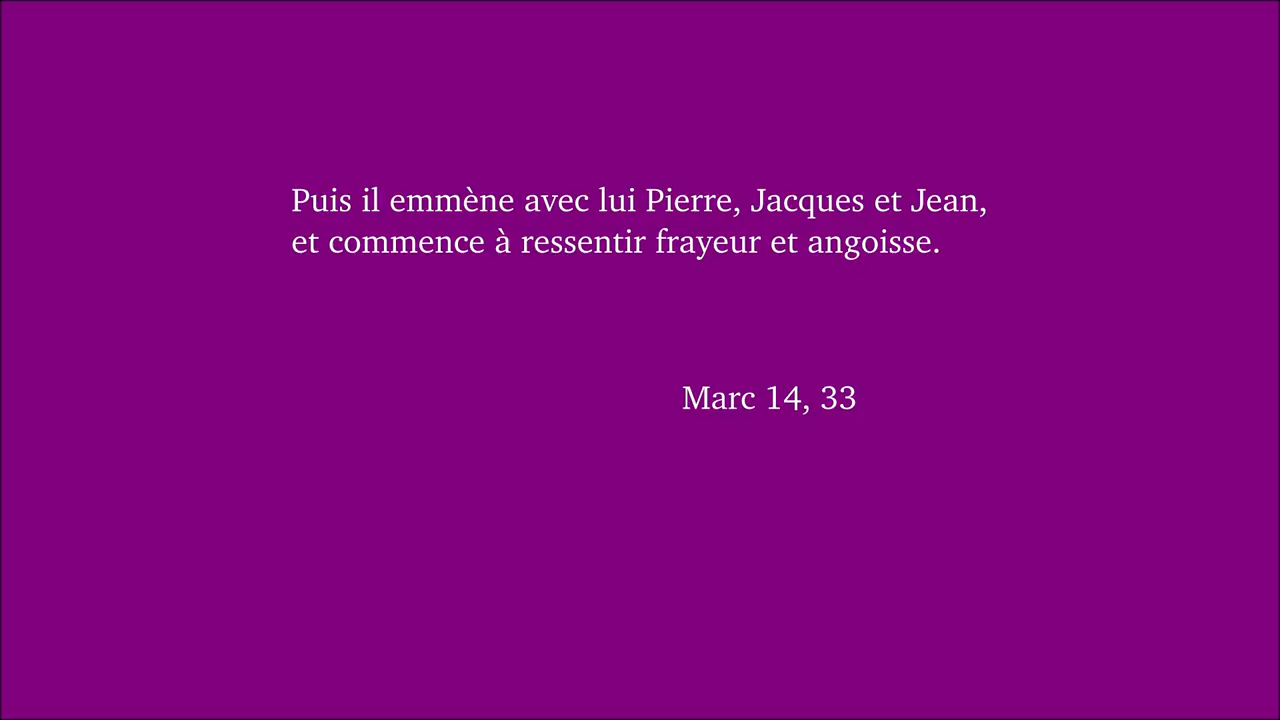 Puis il emmène avec lui Pierre, Jacques et Jean,
et commence à ressentir frayeur et angoisse.
Marc 14, 33